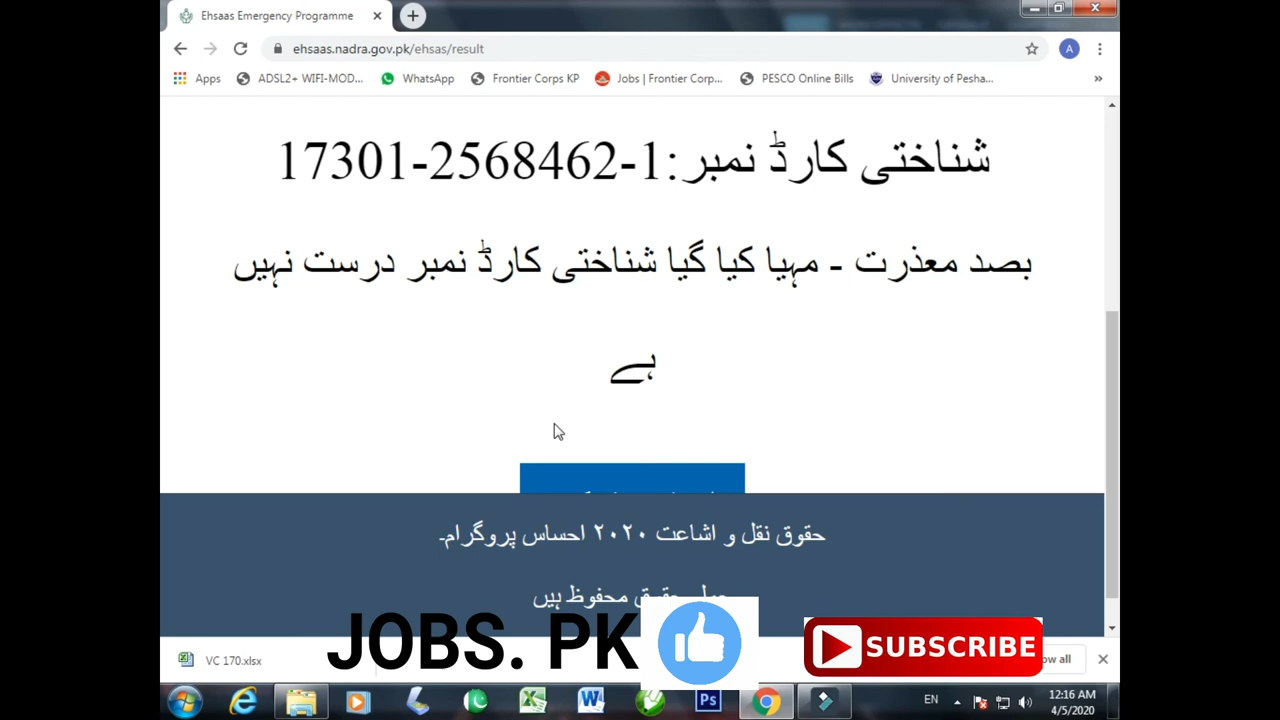 Ehsaas Emergency Programme
ehsaas.nadra.gov.pk/ehsas/result
A
Apps ADSL2+ WIFI-MOD... WhatsApp Frontier Corps KP Jobs | Frontier Corp... PESCO Online Bills University of Pesha... »
شناختی کارڈ نمبر:1-2568462-17301
بصد معذرت - مہیا کیا گیا شناختی کارڈ نمبر درست نہیں
ہے
حقوق نقل و اشاعت ۲۰۲۰ احساس پروگرام۔
جملہ حقوق محفوظ ہیں
JOBS. PK
SUBSCRIBE
VC 170.xlsx
ow all
Ps
EN
12:16 AM
4/5/2020